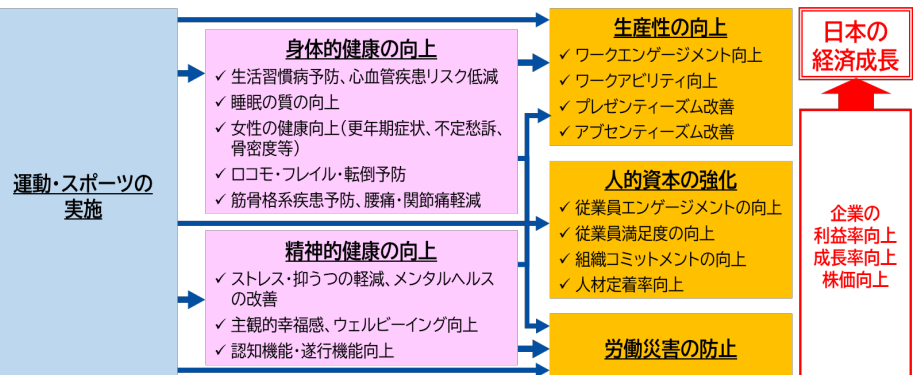 運動・スポーツの
実施
身体的健康の向上
✓ 生活習慣病予防、心血管疾患リスク低減
✓ 睡眠の質の向上
✓ 女性の健康向上(更年期症状、不定愁訴、
骨密度等)
✓ ロコモ・フレイル・転倒予防
✓ 筋骨格系疾患予防、腰痛・関節痛軽減
精神的健康の向上
✓ ストレス・抑うつの軽減、メンタルヘルス
の改善
✓ 主観的幸福感、ウェルビーイング向上
✓ 認知機能・遂行機能向上
生産性の向上
✓ ワークエンゲージメント向上
✓ ワークアビリティ向上
✓ プレゼンティーズム改善
✓ アブセンティーズム改善
人的資本の強化
✓ 従業員エンゲージメントの向上
✓ 従業員満足度の向上
✓ 組織コミットメントの向上
✓ 人材定着率向上
労働災害の防止
日本の
経済成長
企業の
利益率向上
成長率向上
株価向上